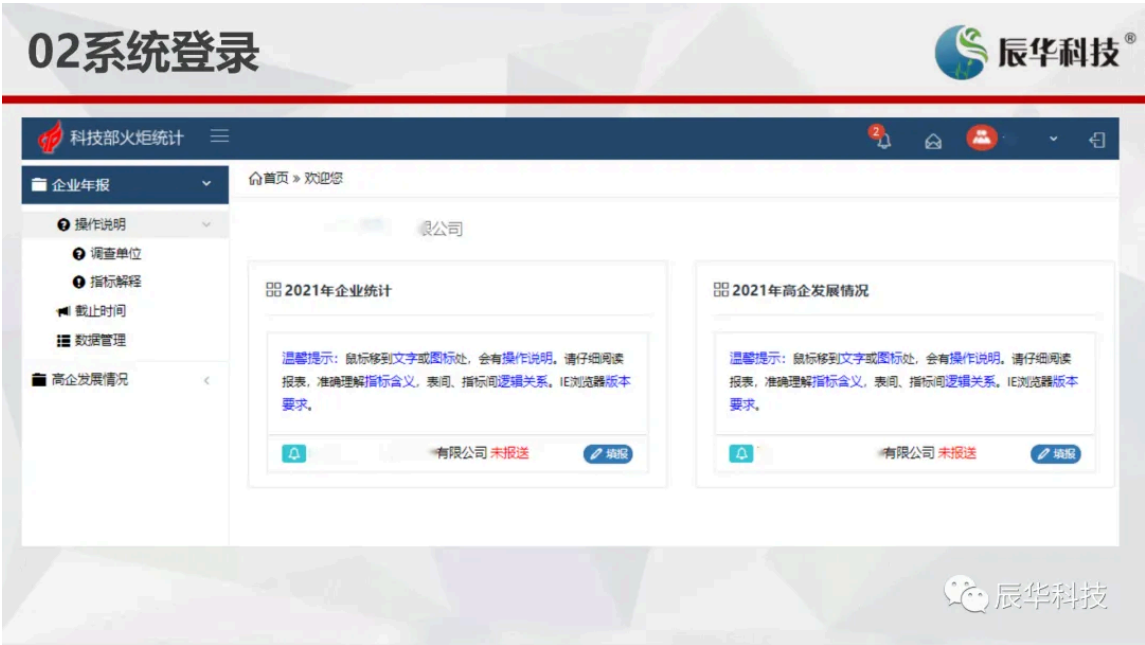 02系统登录
辰华科技®
科技部火炬统计
2
企业年报
首页 » 欢迎您
操作说明
限公司
调查单位
指标解释
截止时间
数据管理
高企发展情况
2021年企业统计
温馨提示：鼠标移到文字或图标处，会有操作说明。请仔细阅读
报表，准确理解指标含义，表间、指标间逻辑关系。IE浏览器版本
要求。
有限公司 未报送
填报
2021年高企发展情况
温馨提示：鼠标移到文字或图标处，会有操作说明。请仔细阅读
报表，准确理解指标含义，表间、指标间逻辑关系。IE浏览器版本
要求。
有限公司 未报送
填报
辰华科技